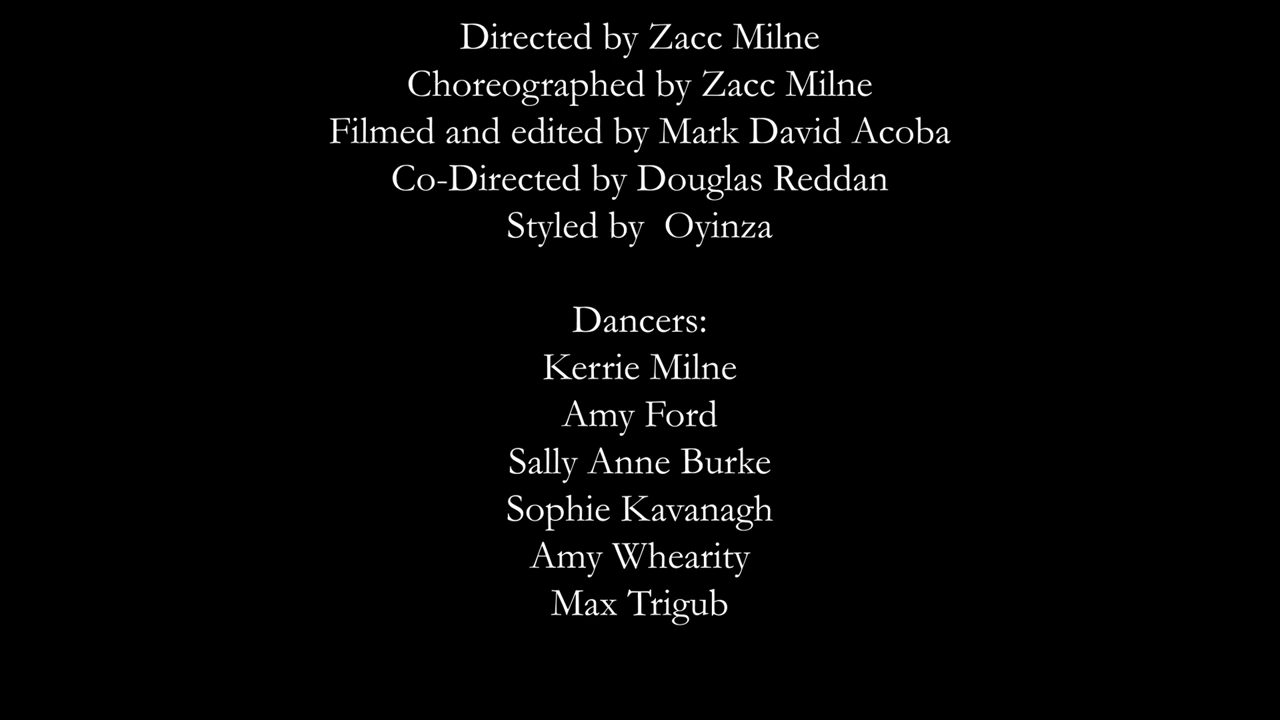 Directed by Zacc Milne
Choreographed by Zacc Milne
Filmed and edited by Mark David Acoba
Co-Directed by Douglas Reddan
Styled by  Oyinza
Dancers:
Kerrie Milne
Amy Ford
Sally Anne Burke
Sophie Kavanagh
Amy Whearity
Max Trigub